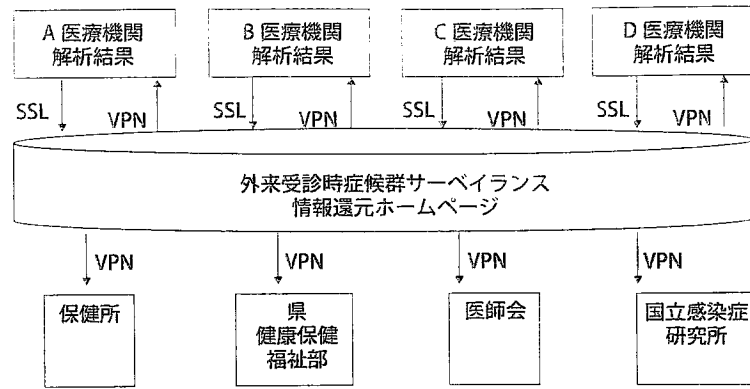 A医療機関
解析結果
B医療機関
解析結果
C医療機関
解析結果
D医療機関
解析結果
SSL
VPN
SSL
VPN
SSL
VPN
SSL
VPN
外来受診時症候群サーベイランス
情報還元ホームページ
VPN
VPN
VPN
VPN
保健所
県
健康保健
福祉部
医師会
国立感染症
研究所